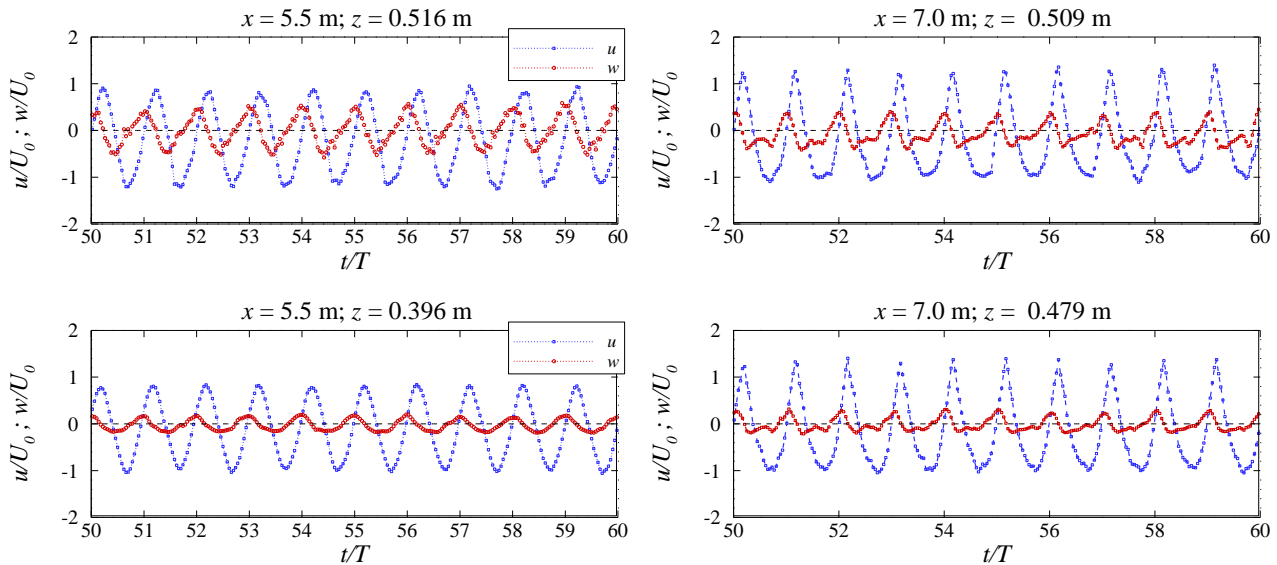 x = 5.5 m; z = 0.516 m
u
w
2
1
0
-1
-2
u/U0 ; w/U0
50 51 52 53 54 55 56 57 58 59 60
t/T
x = 7.0 m; z = 0.509 m
2
1
0
-1
-2
u/U0 ; w/U0
50 52 54 56 58 60
t/T
x = 5.5 m; z = 0.396 m
u
w
2
1
0
-1
-2
u/U0 ; w/U0
50 51 52 53 54 55 56 57 58 59 60
t/T
x = 7.0 m; z = 0.479 m
2
1
0
-1
-2
u/U0 ; w/U0
50 52 54 56 58 60
t/T